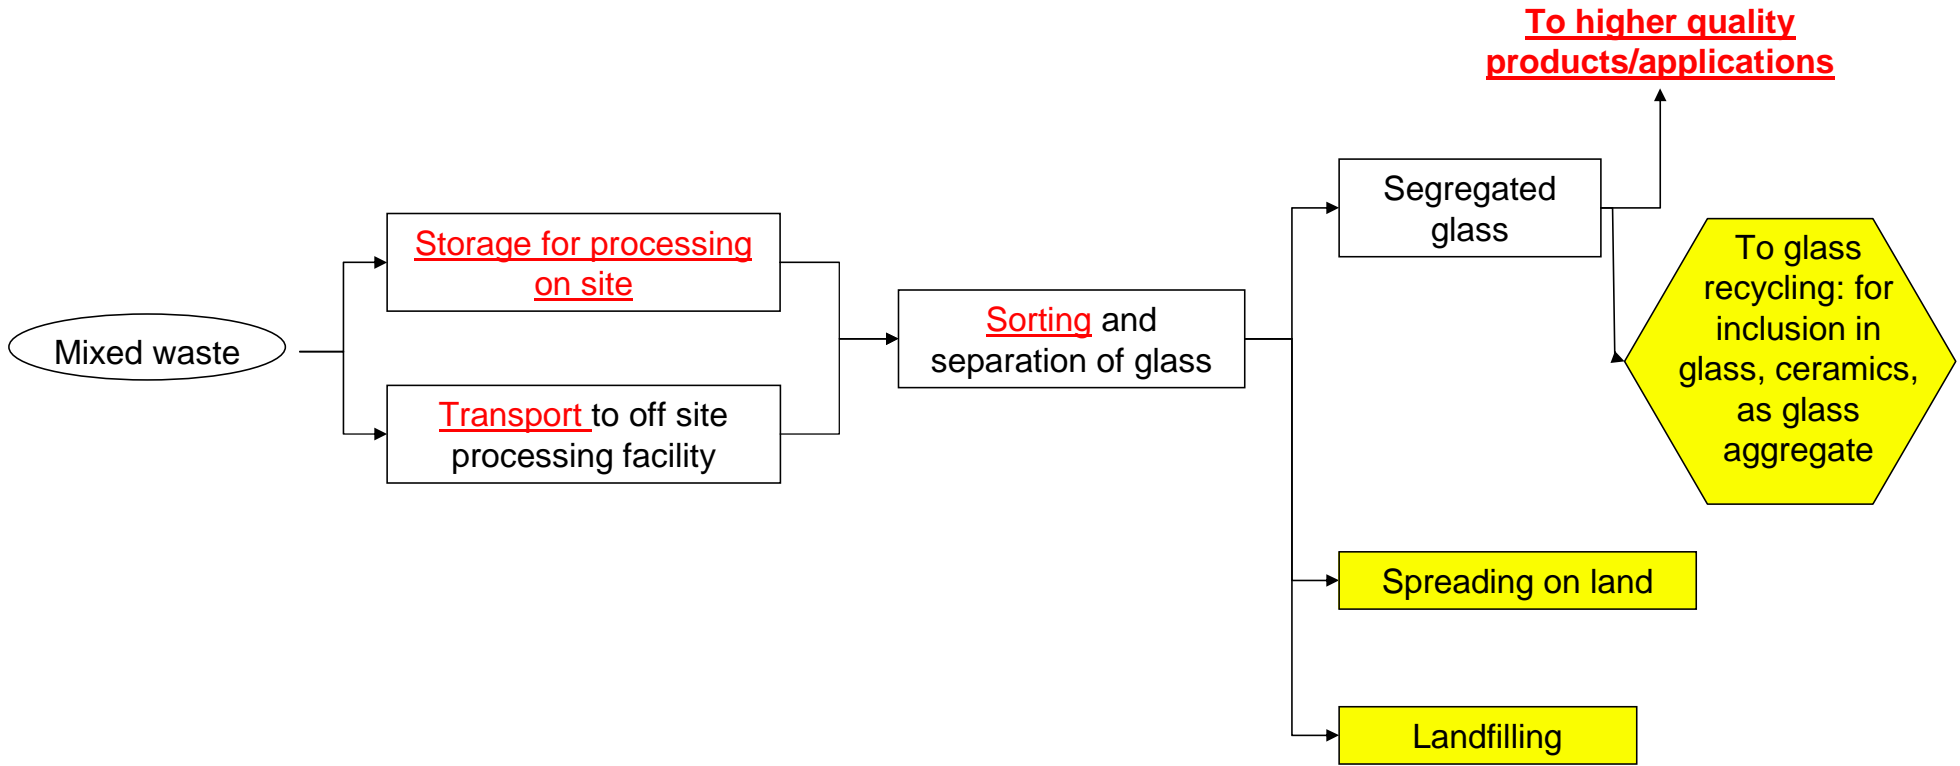 To higher quality
products/applications
Segregated
glass
Storage for processing
on site
To glass
recycling: for
inclusion in
glass, ceramics,
as glass
aggregate
Sorting and
separation of glass
Mixed waste
Transport to off site
processing facility
Spreading on land
Landfilling